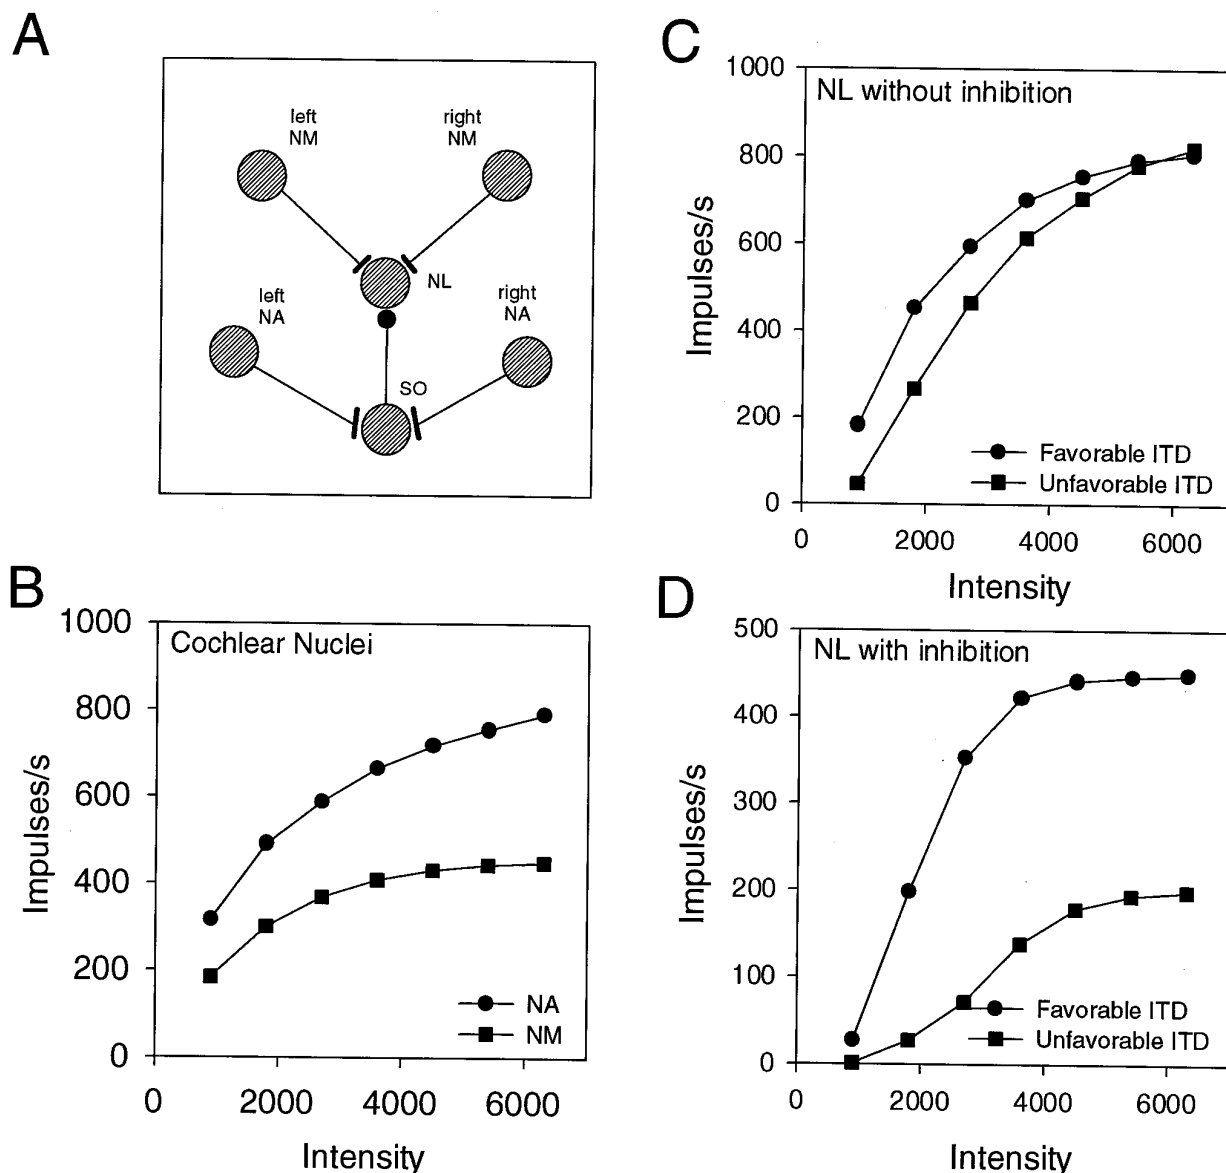 A
left
NM
right
NM
NL
left
NA
right
NA
SO
B
1000
800
600
400
200
0
Impulses/s
Cochlear Nuclei
NA
NM
0 2000 4000 6000
Intensity
C
1000
800
600
400
200
0
Impulses/s
NL without inhibition
Favorable ITD
Unfavorable ITD
0 2000 4000 6000
Intensity
D
500
400
300
200
100
0
Impulses/s
NL with inhibition
Favorable ITD
Unfavorable ITD
0 2000 4000 6000
Intensity